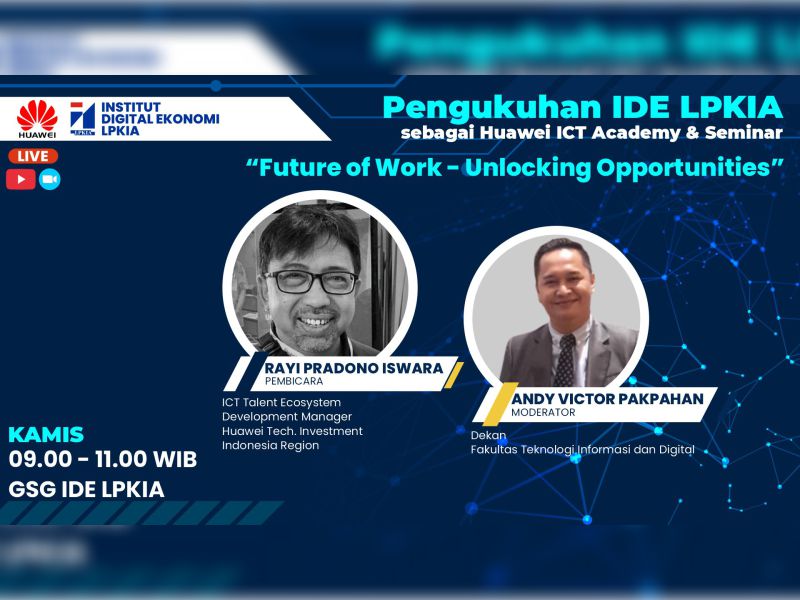 HUAWEI
LPKIA
INSTITUT
DIGITAL EKONOMI
LPKIA
LIVE
Pengukuhan IDE LPKIA
sebagai Huawei ICT Academy & Seminar
“Future of Work - Unlocking Opportunities”
RAYI PRADONO ISWARA
PEMBICARA
ICT Talent Ecosystem
Development Manager
Huawei Tech. Investment
Indonesia Region
ANDY VICTOR PAKPAHAN
MODERATOR
Dekan
Fakultas Teknologi Informasi dan Digital
KAMIS
09.00 - 11.00 WIB
GSG IDE LPKIA